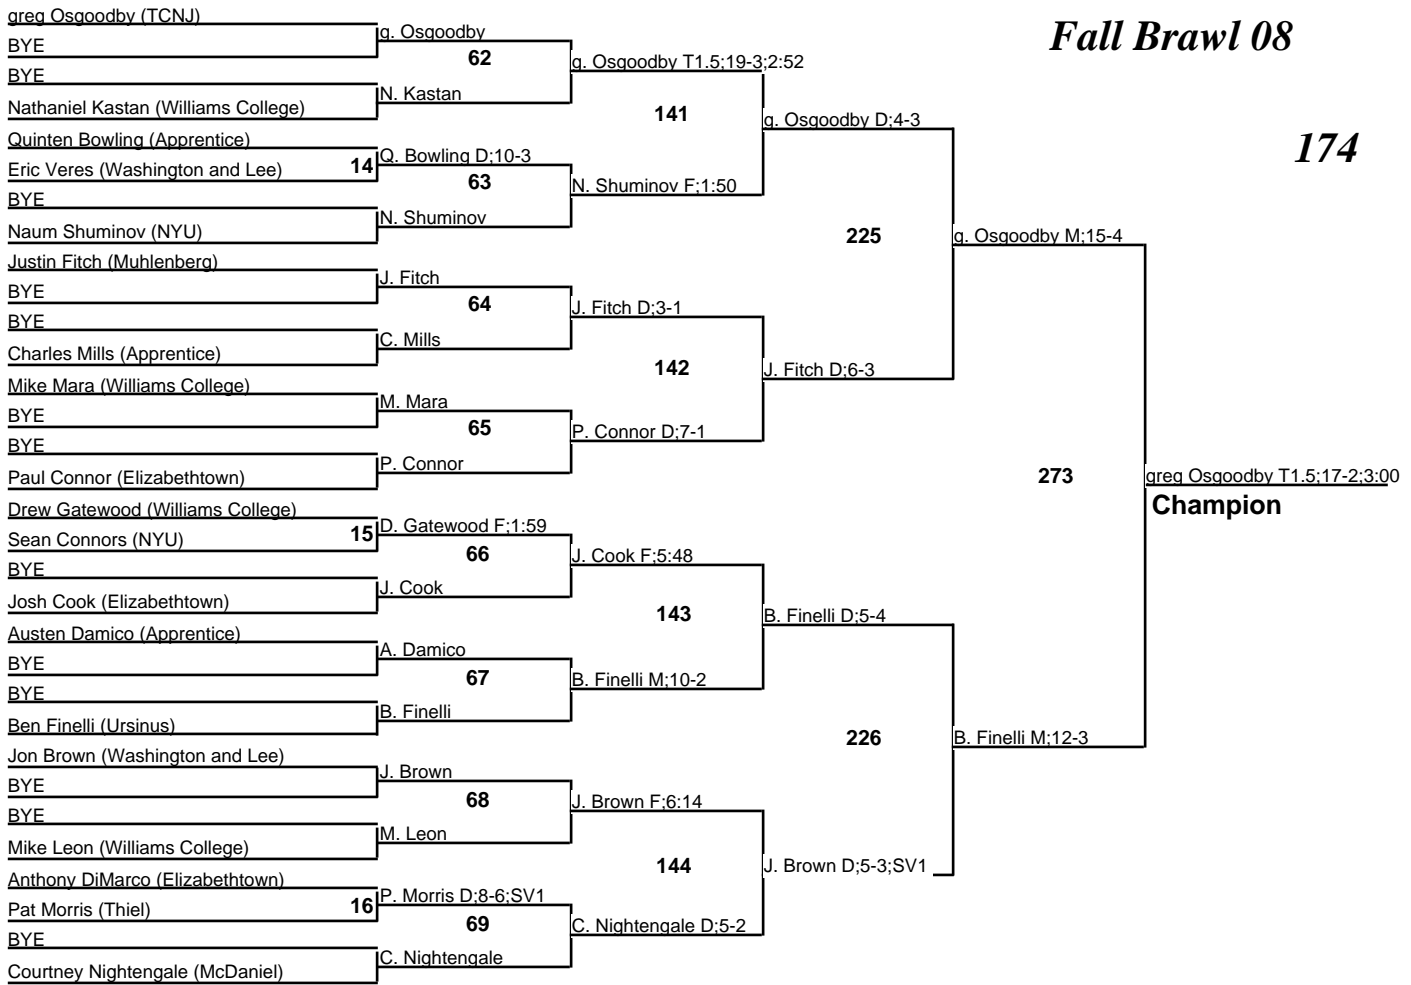 greg Osgoodby (TCNJ)
BYE
BYE
Nathaniel Kastan (Williams College)
Quinten Bowling (Apprentice)
Eric Veres (Washington and Lee)
BYE
Naum Shuminov (NYU)
Justin Fitch (Muhlenberg)
BYE
BYE
Charles Mills (Apprentice)
Mike Mara (Williams College)
BYE
BYE
Paul Connor (Elizabethtown)
Drew Gatewood (Williams College)
Sean Connors (NYU)
BYE
Josh Cook (Elizabethtown)
Austen Damico (Apprentice)
BYE
BYE
Ben Finelli (Ursinus)
Jon Brown (Washington and Lee)
BYE
BYE
Mike Leon (Williams College)
Anthony DiMarco (Elizabethtown)
Pat Morris (Thiel)
BYE
Courtney Nightengale (McDaniel)
14
15
16
g. Osgoodby
62
N. Kastan
Q. Bowling D;10-3
63
N. Shuminov
J. Fitch
64
C. Mills
M. Mara
65
P. Connor
D. Gatewood F;1:59
66
J. Cook
A. Damico
67
B. Finelli
J. Brown
68
M. Leon
P. Morris D;8-6;SV1
69
C. Nightengale
g. Osgoodby T1.5;19-3;2:52
141
N. Shuminov F;1:50
J. Fitch D;3-1
142
P. Connor D;7-1
J. Cook F;5:48
143
B. Finelli M;10-2
J. Brown F;6:14
144
C. Nightengale D;5-2
g. Osgoodby D;4-3
225
J. Fitch D;6-3
B. Finelli D;5-4
226
J. Brown D;5-3;SV1
g. Osgoodby M;15-4
273
B. Finelli M;12-3
greg Osgoodby T1.5;17-2;3:00
Champion
Fall Brawl 08
174